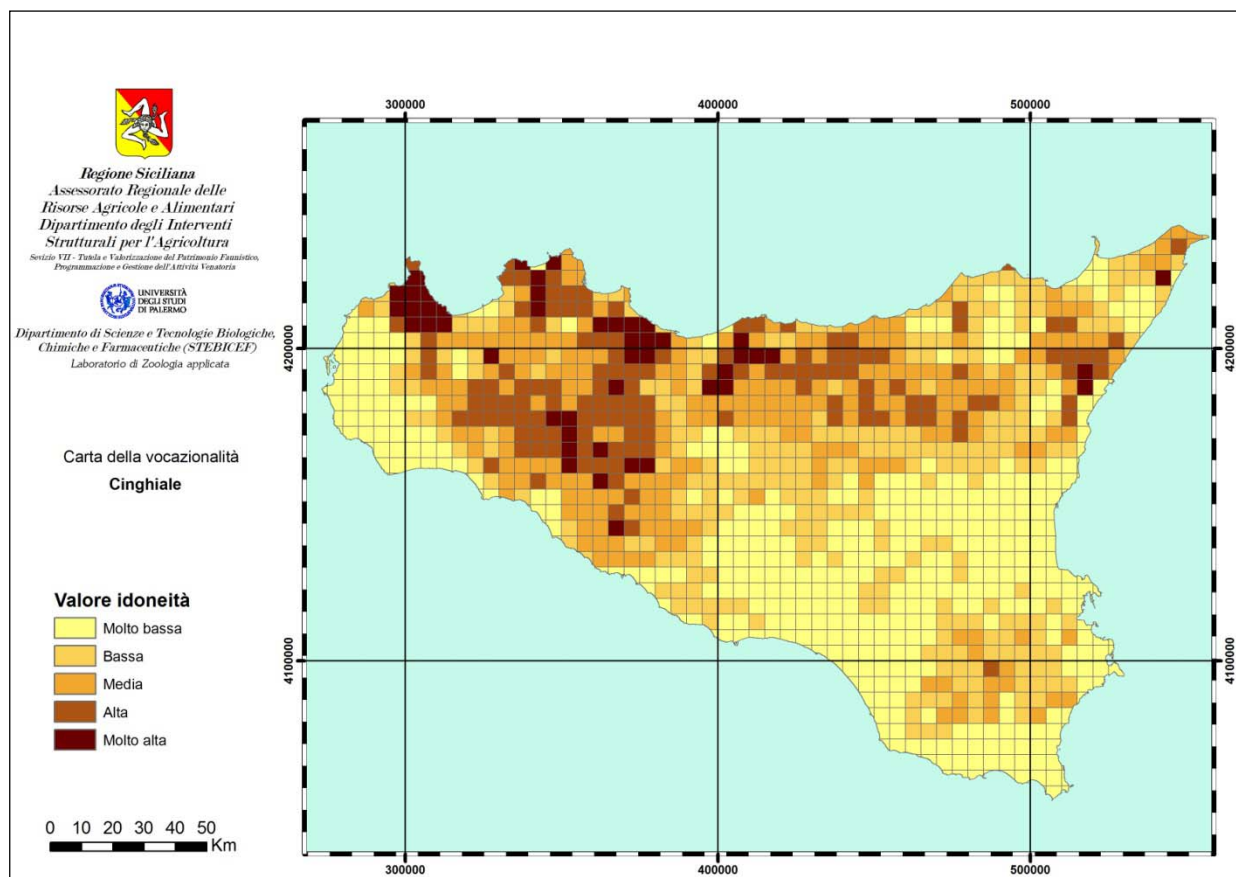 Regione Siciliana
Assessorato Regionale delle
Risorse Agricole e Alimentari
Dipartimento degli Interventi
Strutturali per l'Agricoltura
Sevizio VII - Tutela e Valorizzazione del Patrimonio Faunistico,
Programmazione e Gestione dell'Attività Venatoria
UNIVERSITÀ
DEGLI STUDI
DI PALERMO
Dipartimento di Scienze e Tecnologie Biologiche,
Chimiche e Farmaceutiche (STEBICEF)
Laboratorio di Zoologia applicata
Carta della vocazionalità
Cinghiale
Valore idoneità
Molto bassa
Bassa
Media
Alta
Molto alta
0 10 20 30 40 50
Km
300000 400000 500000
4200000 4200000
4100000 4100000
300000 400000 500000